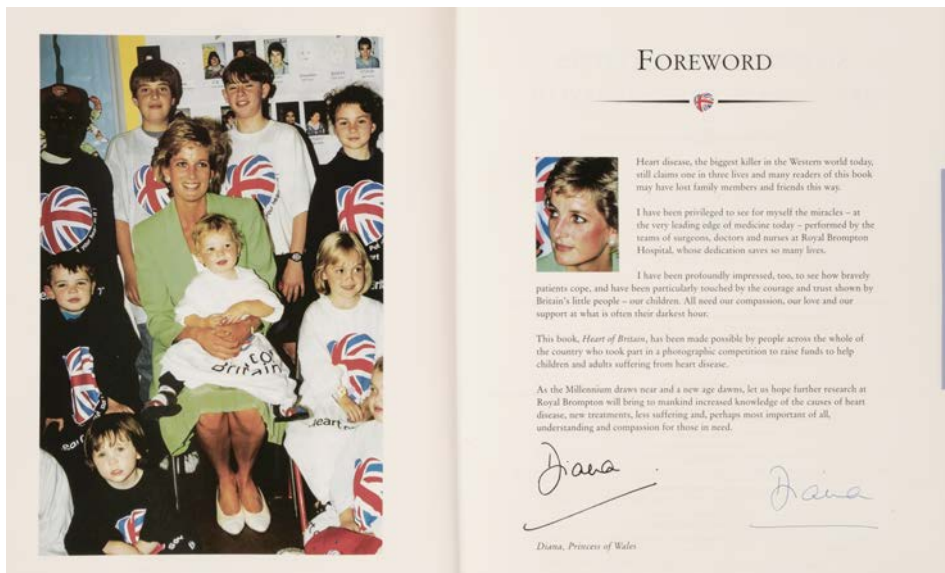 FOREWORD
Heart disease, the biggest killer in the Western world today,
still claims one in three lives and many readers of this book
may have lost family members and friends this way.
I have been privileged to see for myself the miracles – at
the very leading edge of medicine today – performed by the
teams of surgeons, doctors and nurses at Royal Brompton
Hospital, whose dedication saves so many lives.
I have been profoundly impressed, too, to see how bravely
patients cope, and have been particularly touched by the courage and trust shown by
Britain's little people – our children. All need our compassion, our love and our
support at what is often their darkest hour.
This book, Heart of Britain, has been made possible by people across the whole of
the country who took part in a photographic competition to raise funds to help
children and adults suffering from heart disease.
As the Millennium draws near and a new age dawns, let us hope further research at
Royal Brompton will bring to mankind increased knowledge of the causes of heart
disease, new treatments, less suffering and, perhaps most important of all,
understanding and compassion for those in need.
Diana
Diana
Diana, Princess of Wales